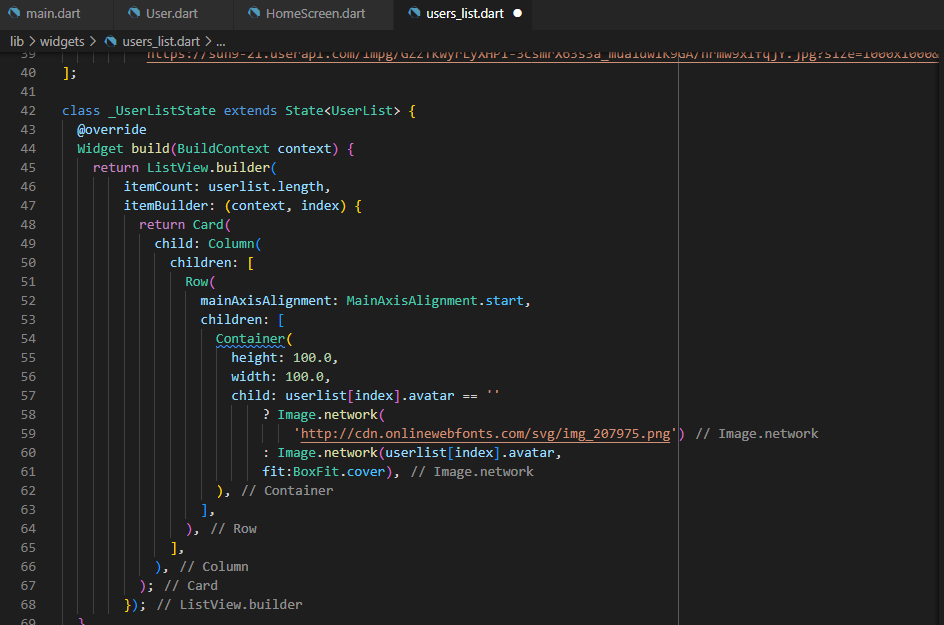 main.dart User.dart HomeScreen.dart users_list.dart
lib > widgets > users_list.dart > ...
39
40 ];
41
42 class _UserListState extends State<UserList> {
43 @override
44 Widget build(BuildContext context) {
45 return ListView.builder(
46 itemCount: userlist.length,
47 itemBuilder: (context, index) {
48 return Card(
49 child: Column(
50 children: [
51 Row(
52 mainAxisAlignment: MainAxisAlignment.start,
53 children: [
54 Container(
55 height: 100.0,
56 width: 100.0,
57 child: userlist[index].avatar == ''
58 ? Image.network(
59 'http://cdn.onlinewebfonts.com/svg/img_207975.png') // Image.network
60 : Image.network(userlist[index].avatar,
61 fit:BoxFit.cover), // Image.network
62 ), // Container
63 ],
64 ), // Row
65 ],
66 ), // Column
67 ); // Card
68 }); // ListView.builder
69 }